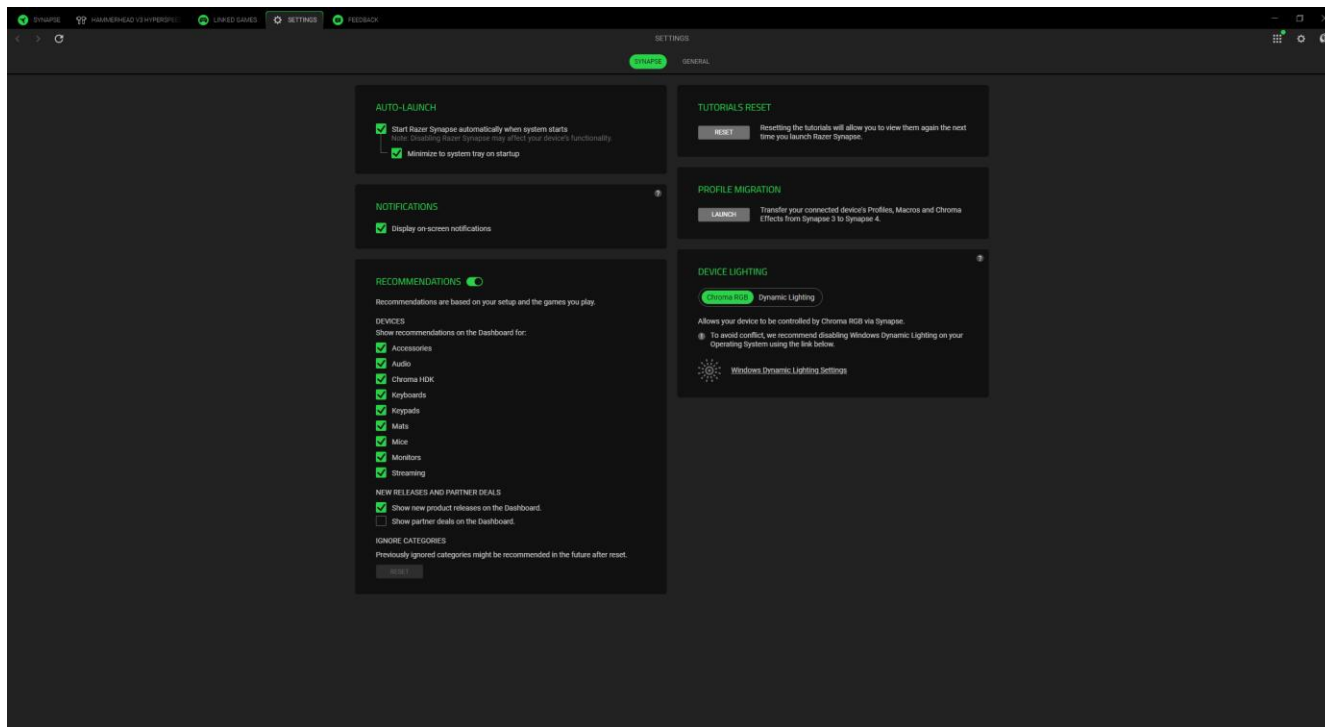 SYNAPSE
HAMMERHEAD V3 HYPERSPEE
LINKED GAMES
SETTINGS
FEEDBACK
SETTINGS
SYNAPSE
GENERAL
AUTO-LAUNCH
Start Razer Synapse automatically when system starts
Note: Disabling Razer Synapse may affect your device's functionality.
Minimize to system tray on startup
NOTIFICATIONS
Display on-screen notifications
RECOMMENDATIONS
Recommendations are based on your setup and the games you play.
DEVICES
Show recommendations on the Dashboard for:
Accessories
Audio
Chroma HDK
Keyboards
Keypads
Mats
Mice
Monitors
Streaming
NEW RELEASES AND PARTNER DEALS
Show new product releases on the Dashboard.
Show partner deals on the Dashboard.
IGNORE CATEGORIES
Previously ignored categories might be recommended in the future after reset.
RESET
TUTORIALS RESET
RESET
Resetting the tutorials will allow you to view them again the next
time you launch Razer Synapse.
PROFILE MIGRATION
LAUNCH
Transfer your connected device's Profiles, Macros and Chroma
Effects from Synapse 3 to Synapse 4.
DEVICE LIGHTING
Chroma RGB
Dynamic Lighting
Allows your device to be controlled by Chroma RGB via Synapse.
To avoid conflict, we recommend disabling Windows Dynamic Lighting on your
Operating System using the link below.
Windows Dynamic Lighting Settings